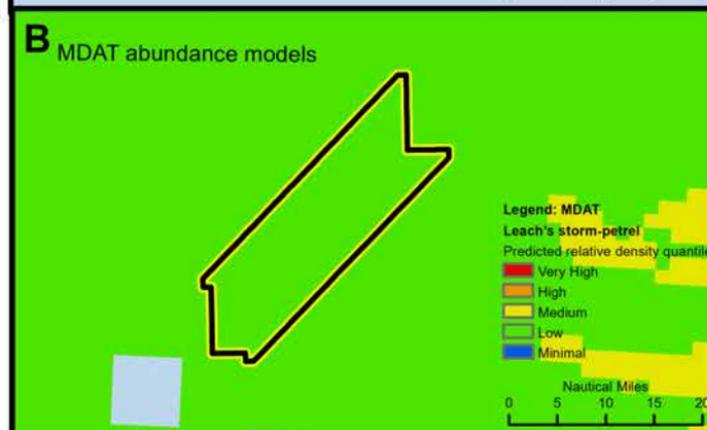 B MDAT abundance models
Legend: MDAT
Leach's storm-petrel
Predicted relative density quantile
Very High
High
Medium
Low
Minimal
Nautical Miles
0 5 10 15 20